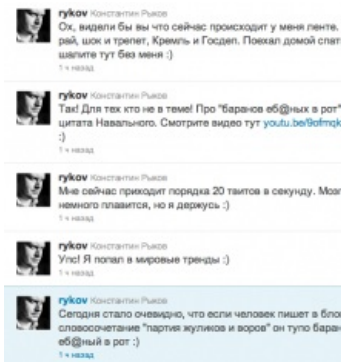 rykov Константин Рыков
Ох, видели бы вы что сейчас происходит у меня ленте.
рай, шок и трепет, Кремль и Госдеп. Поехал домой спат
шалите тут без меня :)
1 ч назад
rykov Константин Рыков
Так! Для тех кто не в теме! Про "баранов еб@ных в рот"
цитата Навального. Смотрите видео тут youtu.be/9ofmqk
:)
1 ч назад
rykov Константин Рыков
Мне сейчас приходит порядка 20 твитов в секунду. Мозг
немного плавится, но я держусь :)
1 ч назад
rykov Константин Рыков
Упс! Я попал в мировые тренды :)
1 ч назад
rykov Константин Рыков
Сегодня стало очевидно, что если человек пишет в бло
словосочетание "партия жуликов и воров" он тупо баран
еб@ный в рот :)
1 ч назад